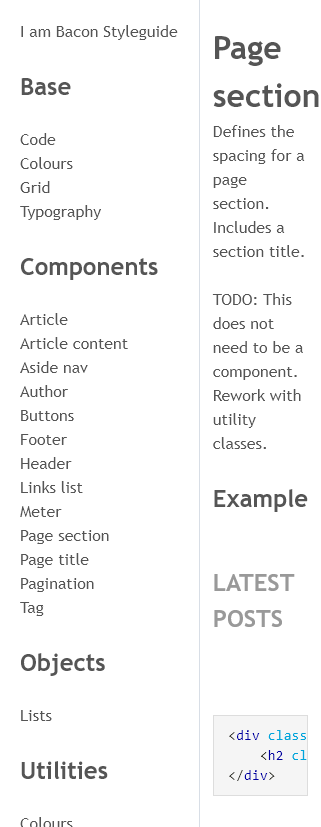 I am Bacon Styleguide
Base
Code
Colours
Grid
Typography
Components
Article
Article content
Aside nav
Author
Buttons
Footer
Header
Links list
Meter
Page section
Page title
Pagination
Tag
Objects
Lists
Utilities
Colours
Page
section
Defines the
spacing for a
page
section.
Includes a
section title.
TODO: This
does not
need to be a
component.
Rework with
utility
classes.
Example
LATEST
POSTS
<div class
<h2 cl
</div>